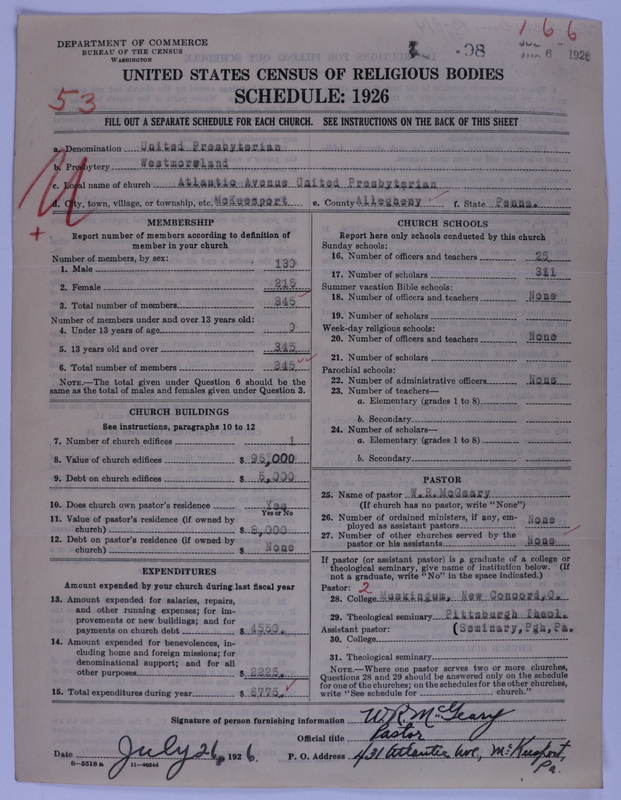 166
DEPARTMENT OF COMMERCE
BUREAU OF THE CENSUS
WASHINGTON
98
6 1926
UNITED STATES CENSUS OF RELIGIOUS BODIES
SCHEDULE: 1926
53
FILL OUT A SEPARATE SCHEDULE FOR EACH CHURCH. SEE INSTRUCTIONS ON THE BACK OF THIS SHEET
a. Denomination United Presbyterian
b. Presbytery Westmoreland
c. Local name of church Atlantic Avenue United Presbyterian
d. City, town, village, or township, etc. McKeesport e. County Allegheny f. State Penna.
MEMBERSHIP
Report number of members according to definition of
member in your church
Number of members, by sex:
1. Male 130
2. Female 215
3. Total number of members 345
Number of members under and over 13 years old:
4. Under 13 years of age 0
5. 13 years old and over 345
6. Total number of members 345
NOTE.—The total given under Question 6 should be the
same as the total of males and females given under Question 3.
CHURCH BUILDINGS
See instructions, paragraphs 10 to 12
7. Number of church edifices 1
8. Value of church edifices $ 95,000
9. Debt on church edifices $ 5,000
10. Does church own pastor's residence Yes
Yes or No
11. Value of pastor's residence (if owned by
church) $ 8,000
12. Debt on pastor's residence (if owned by
church) $ None
EXPENDITURES
Amount expended by your church during last fiscal year
13. Amount expended for salaries, repairs,
and other running expenses; for im-
provements or new buildings; and for
payments on church debt $ 4550.
14. Amount expended for benevolences, in-
cluding home and foreign missions; for
denominational support; and for all
other purposes $ 2225.
15. Total expenditures during year $ 6775.
CHURCH SCHOOLS
Report here only schools conducted by this church
Sunday schools:
16. Number of officers and teachers 25
17. Number of scholars 311
Summer vacation Bible schools:
18. Number of officers and teachers None
19. Number of scholars
Week-day religious schools:
20. Number of officers and teachers None
21. Number of scholars
Parochial schools:
22. Number of administrative officers None
23. Number of teachers—
a. Elementary (grades 1 to 8)
b. Secondary
24. Number of scholars—
a. Elementary (grades 1 to 8)
b. Secondary
PASTOR
25. Name of pastor W.R.McGeary
(If church has no pastor, write "None")
26. Number of ordained ministers, if any, em-
ployed as assistant pastors None
27. Number of other churches served by the
pastor or his assistants None
If pastor (or assistant pastor) is a graduate of a college or
theological seminary, give name of institution below. (If
not a graduate, write "No" in the space indicated.)
Pastor: 2
28. College Muskingum, New Concord,O.
29. Theological seminary Pittsburgh Theol.
Assistant pastor: (Seminary,Pgh,Pa.
30. College
31. Theological seminary
NOTE.—Where one pastor serves two or more churches,
Questions 28 and 29 should be answered only on the schedule
for one of the churches; on the schedules for the other churches,
write "See schedule for church."
Signature of person furnishing information W.R. McGeary
Official title Pastor
Date July 26, 1926. P. O. Address 431 Atlantic Ave, McKeesport,
Pa.
8—5518a